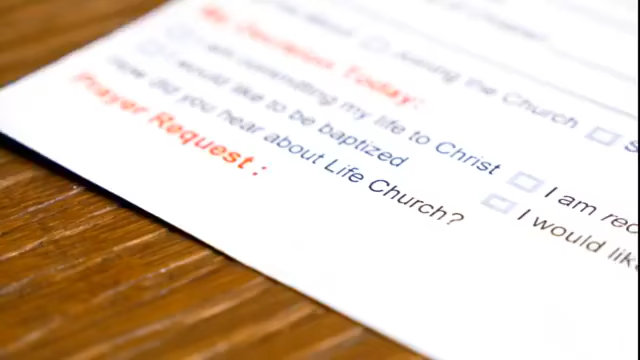 Joining the Church
My Decision Today:
I am committing my life to Christ I am rec
I would like to be baptized I would like
How did you hear about Life Church?
Prayer Request :